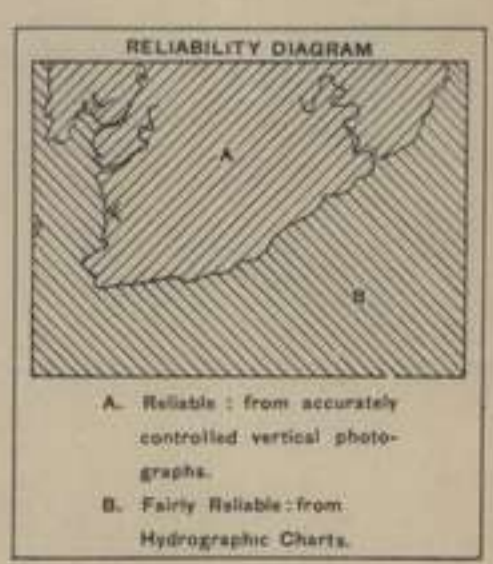 RELIABILITY DIAGRAM
A
B
A. Reliable : from accurately
controlled vertical photo-
graphs.
B. Fairly Reliable : from
Hydrographic Charts.